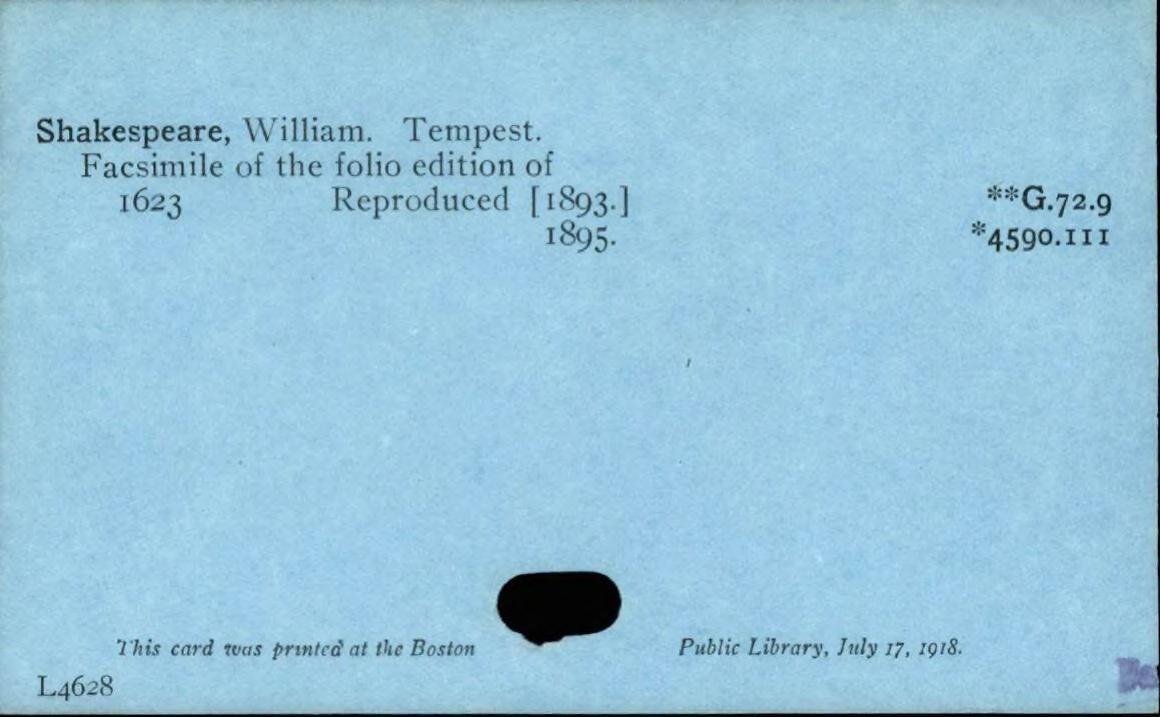 Shakespeare, William. Tempest.
Facsimile of the folio edition of
1623 Reproduced [1893.] **G.72.9
1895. *4590.111
This card was printed at the Boston Public Library, July 17, 1918.
L4628